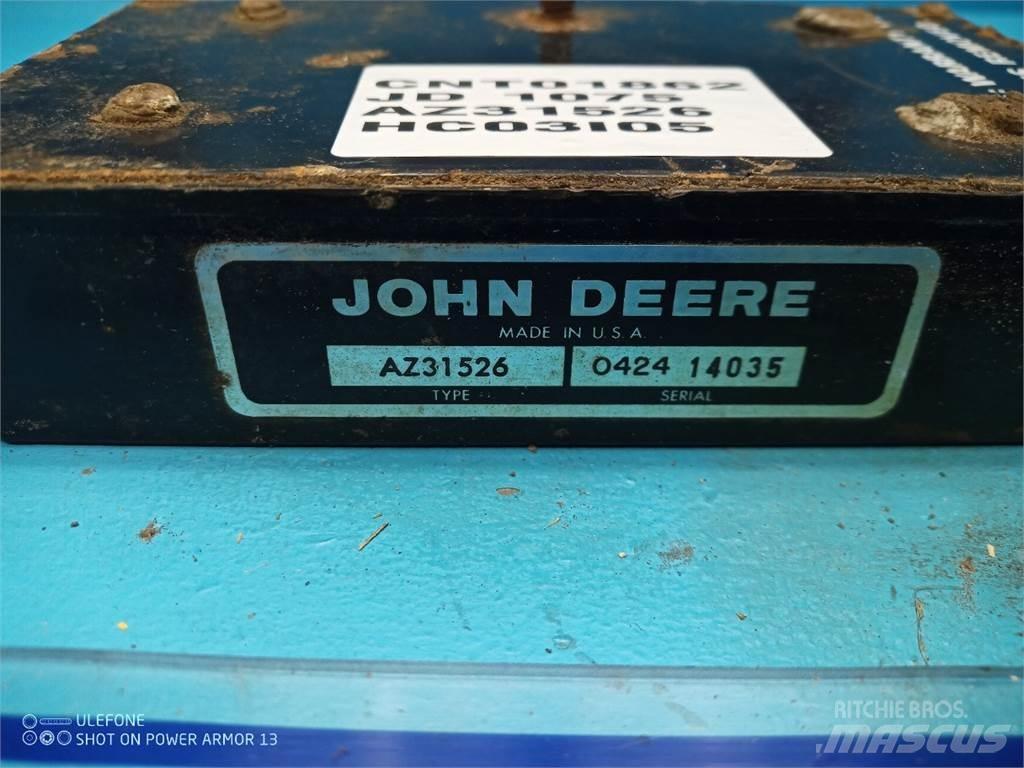 CNT01852
JD 1075
AZ31526
HC03I05
JOHN DEERE
MADE IN U.S.A.
AZ31526 0424 14035
TYPE SERIAL
ULEFONE
SHOT ON POWER ARMOR 13
RITCHIE BROS.
MASCUS